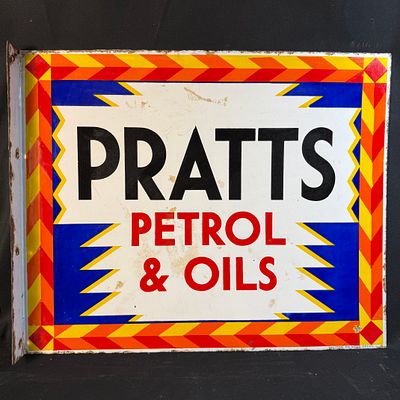 PRATTS
PETROL
& OILS